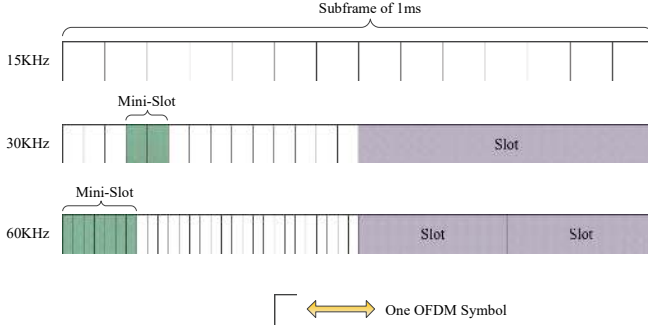 Subframe of 1ms
15KHz
Mini-Slot
30KHz
Slot
Mini-Slot
60KHz
Slot
Slot
One OFDM Symbol